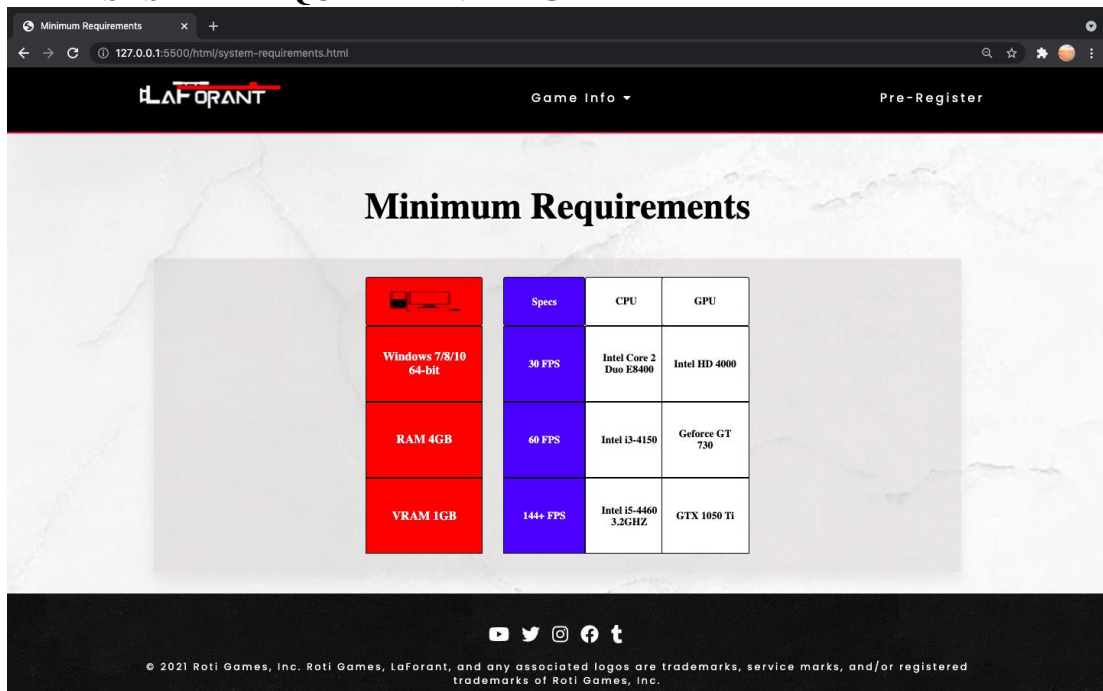 Minimum Requirements
127.0.0.1:5500/html/system-requirements.html
LAFORANT
Game Info
Pre-Register
Minimum Requirements
Specs
CPU
GPU
Windows 7/8/10
64-bit
30 FPS
Intel Core 2
Duo E8400
Intel HD 4000
RAM 4GB
60 FPS
Intel i3-4150
Geforce GT
730
VRAM 1GB
144+ FPS
Intel i5-4460
3.2GHZ
GTX 1050 Ti
© 2021 Roti Games, Inc. Roti Games, LaForant, and any associated logos are trademarks, service marks, and/or registered
trademarks of Roti Games, Inc.